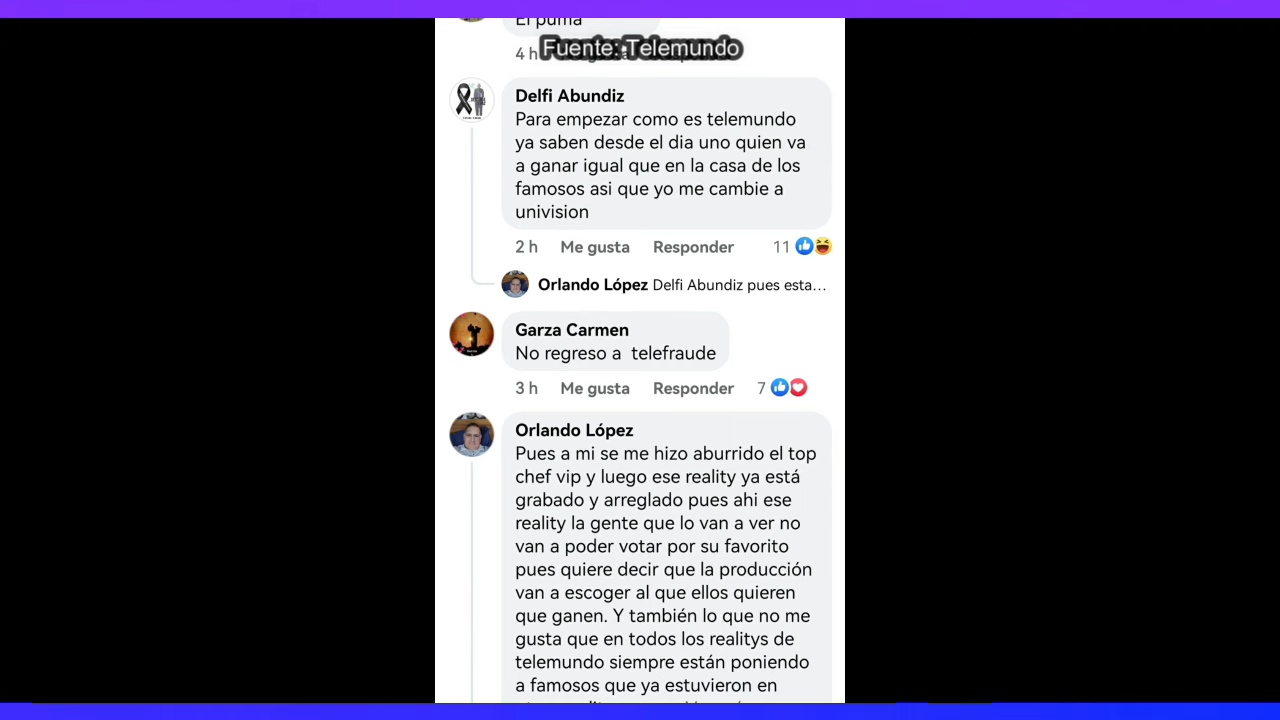 El puma
Fuente: Telemundo
4 h
Delfi Abundiz
Para empezar como es telemundo
ya saben desde el dia uno quien va
a ganar igual que en la casa de los
famosos asi que yo me cambie a
univision
2 h Me gusta Responder 11
Orlando López Delfi Abundiz pues esta...
Garza Carmen
No regreso a telefraude
3 h Me gusta Responder 7
Orlando López
Pues a mi se me hizo aburrido el top
chef vip y luego ese reality ya está
grabado y arreglado pues ahi ese
reality la gente que lo van a ver no
van a poder votar por su favorito
pues quiere decir que la producción
van a escoger al que ellos quieren
que ganen. Y también lo que no me
gusta que en todos los realitys de
telemundo siempre están poniendo
a famosos que ya estuvieron en